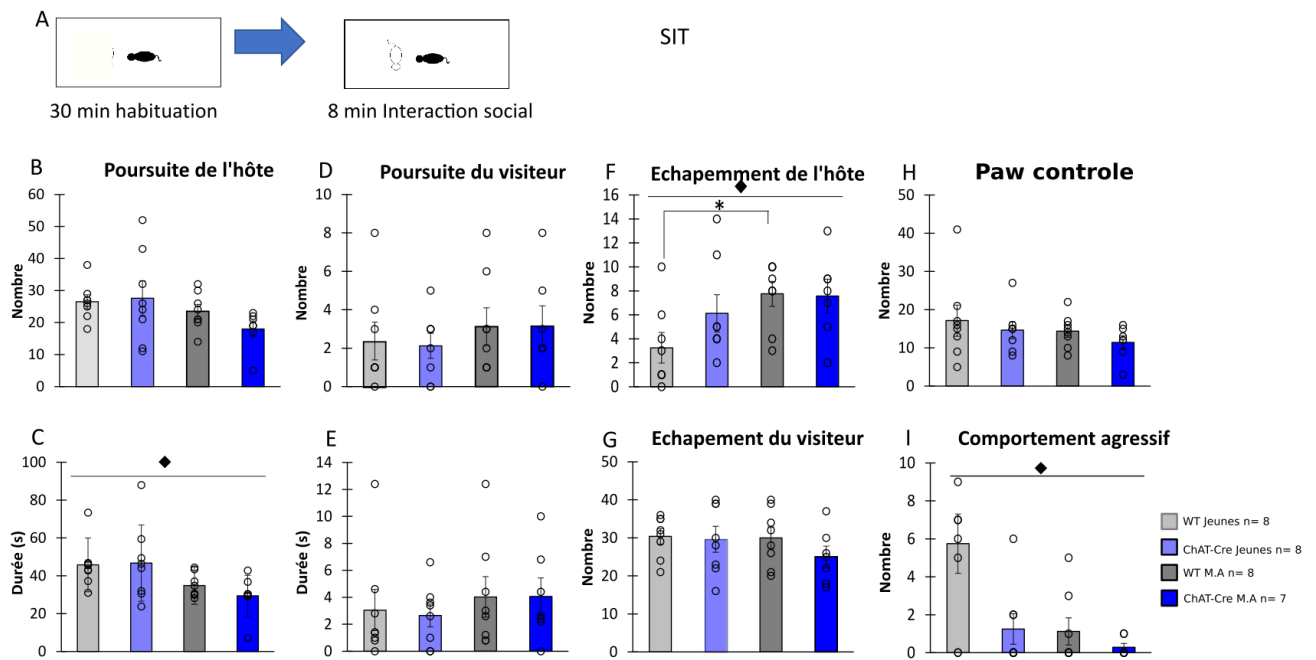 A
SIT
30 min habituation
8 min Interaction social
B
Poursuite de l'hôte
D
Poursuite du visiteur
F
Echapemment de l'hôte
H
Paw controle
Nombre
60
50
40
30
20
10
0
Nombre
10
8
6
4
2
0
Nombre
16
14
12
10
8
6
4
2
0
*
Nombre
50
40
30
20
10
0
C
E
G
Echapement du visiteur
I
Comportement agressif
Durée (s)
100
80
60
40
20
0
Durée (s)
14
12
10
8
6
4
2
0
Nombre
50
40
30
20
10
0
Nombre
10
8
6
4
2
0
WT Jeunes n= 8
ChAT-Cre Jeunes n= 8
WT M.A n= 8
ChAT-Cre M.A n= 7